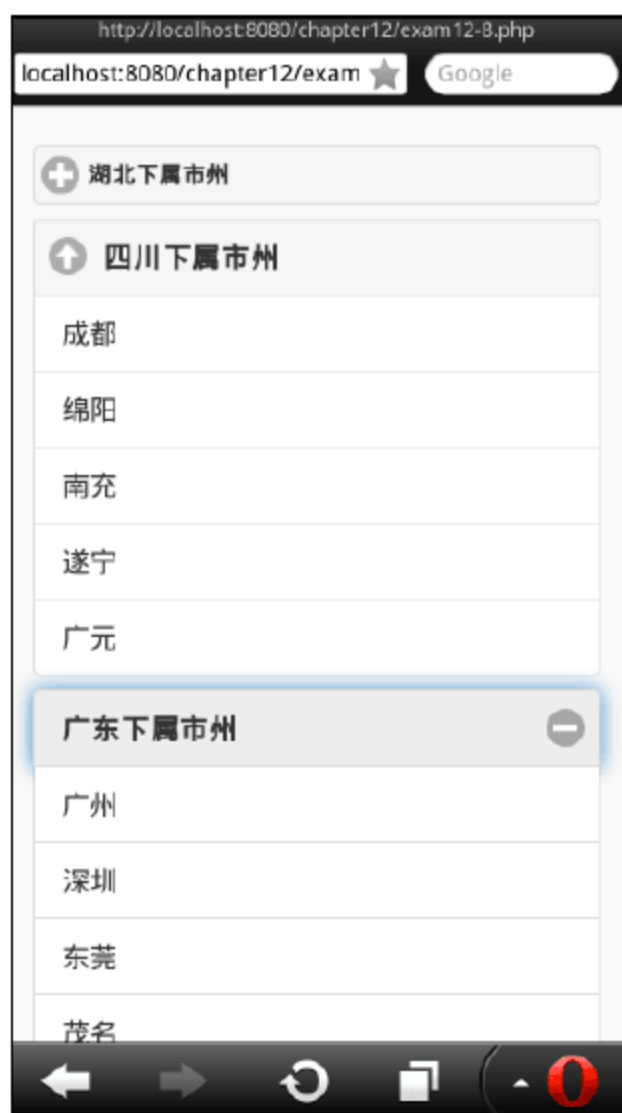 http://localhost:8080/chapter12/exam12-8.php
localhost:8080/chapter12/exam
Google
湖北下属市州
四川下属市州
成都
绵阳
南充
遂宁
广元
广东下属市州
广州
深圳
东莞
茂名